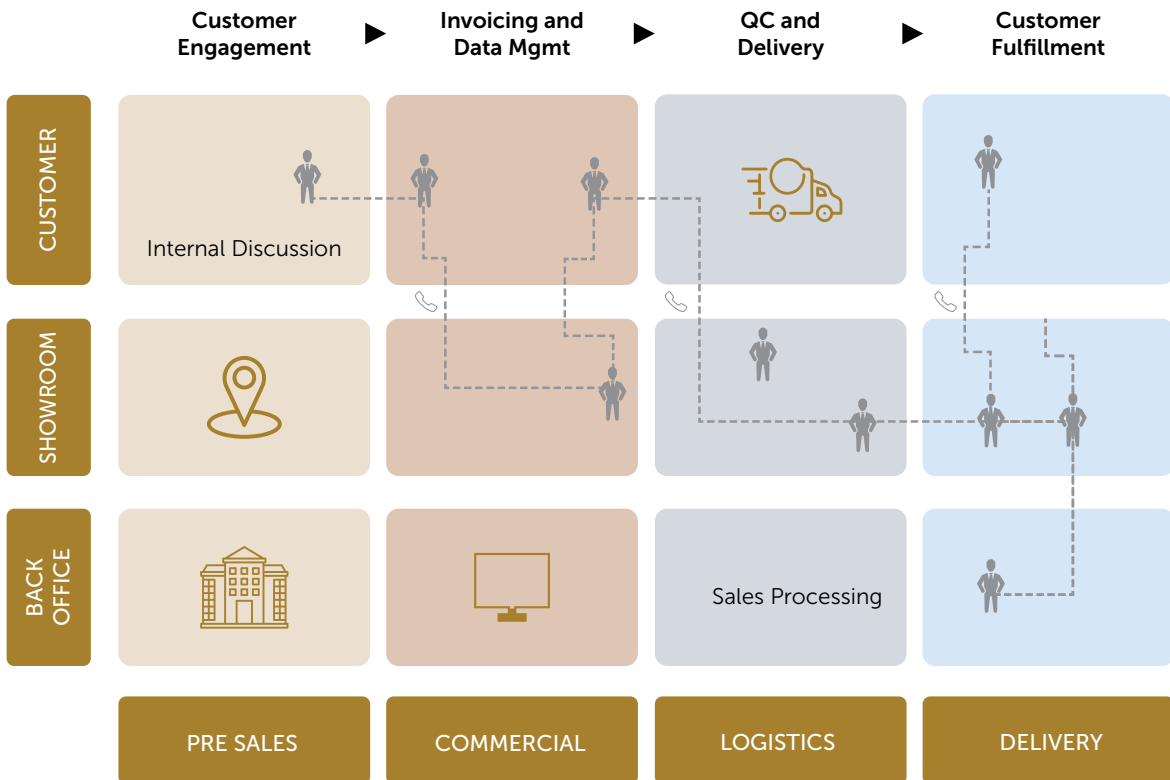 Customer
Engagement
Invoicing and
Data Mgmt
QC and
Delivery
Customer
Fulfillment
CUSTOMER
Internal Discussion
SHOWROOM
BACK
OFFICE
Sales Processing
PRE SALES
COMMERCIAL
LOGISTICS
DELIVERY